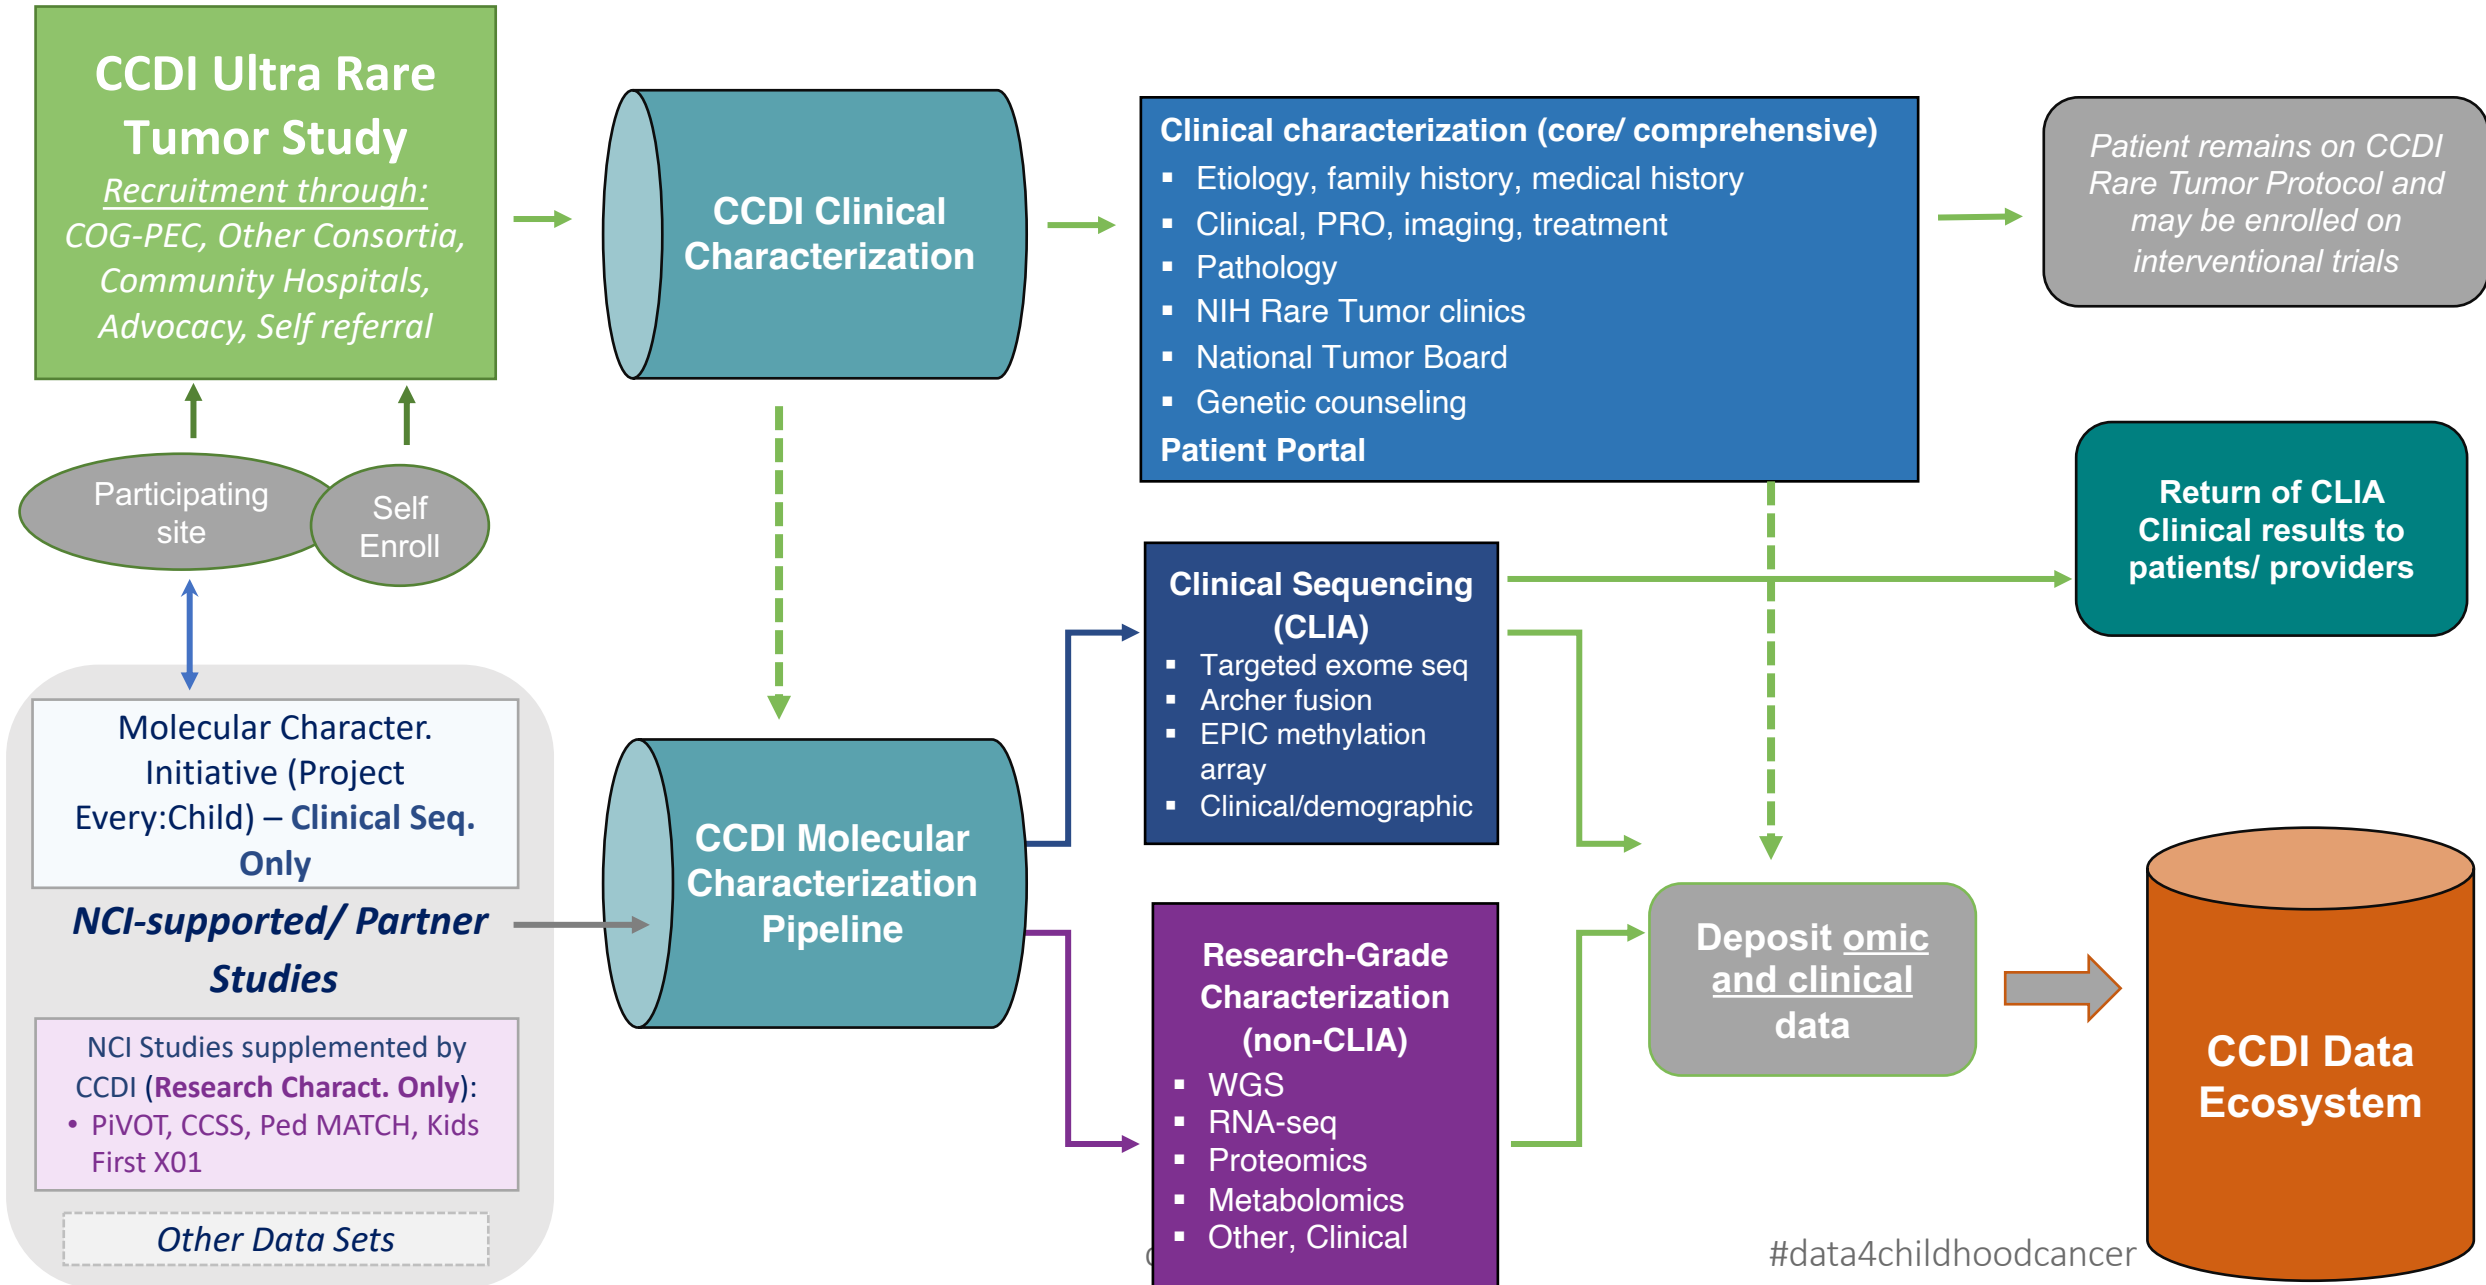 CCDI Ultra Rare
Tumor Study
Recruitment through:
COG-PEC, Other Consortia,
Community Hospitals,
Advocacy, Self referral
Participating
site
Self
Enroll
Molecular Character.
Initiative (Project
Every:Child) – Clinical Seq.
Only
NCI-supported/ Partner
Studies
NCI Studies supplemented by
CCDI (Research Charact. Only):
• PiVOT, CCSS, Ped MATCH, Kids
First X01
Other Data Sets
CCDI Clinical
Characterization
CCDI Molecular
Characterization
Pipeline
Clinical characterization (core/ comprehensive)
▪ Etiology, family history, medical history
▪ Clinical, PRO, imaging, treatment
▪ Pathology
▪ NIH Rare Tumor clinics
▪ National Tumor Board
▪ Genetic counseling
Patient Portal
Clinical Sequencing
(CLIA)
▪ Targeted exome seq
▪ Archer fusion
▪ EPIC methylation
array
▪ Clinical/demographic
Research-Grade
Characterization
(non-CLIA)
▪ WGS
▪ RNA-seq
▪ Proteomics
▪ Metabolomics
▪ Other, Clinical
Patient remains on CCDI
Rare Tumor Protocol and
may be enrolled on
interventional trials
Return of CLIA
Clinical results to
patients/ providers
Deposit omic
and clinical
data
CCDI Data
Ecosystem
#data4childhoodcancer